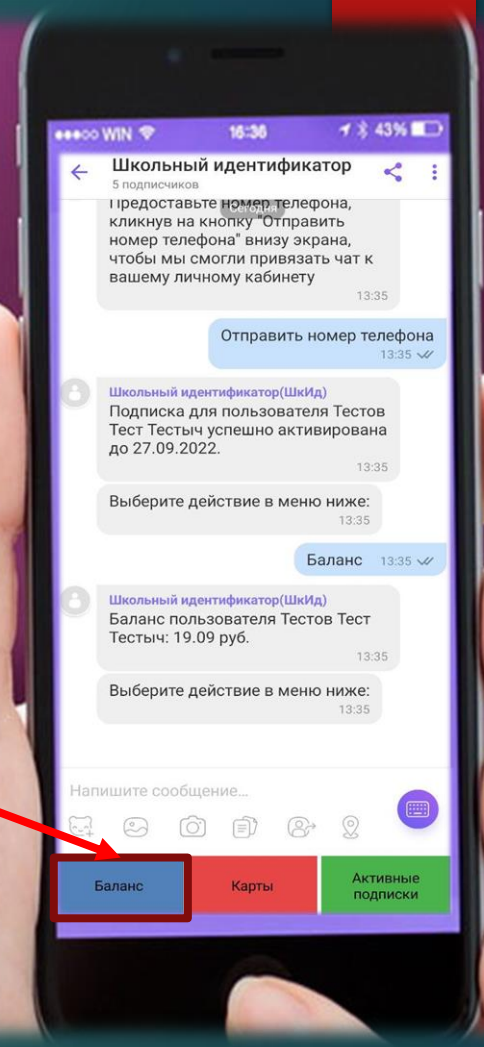 WIN 16:36 43%
Школьный идентификатор
5 подписчиков
Предоставьте номер телефона,
Сегодня
кликнув на кнопку "Отправить
номер телефона" внизу экрана,
чтобы мы смогли привязать чат к
вашему личному кабинету
13:35
Отправить номер телефона
13:35
Школьный идентификатор(ШкИд)
Подписка для пользователя Тестов
Тест Тестыч успешно активирована
до 27.09.2022.
13:35
Выберите действие в меню ниже:
13:35
Баланс 13:35
Школьный идентификатор(ШкИд)
Баланс пользователя Тестов Тест
Тестыч: 19.09 руб.
13:35
Выберите действие в меню ниже:
13:35
Напишите сообщение...
Баланс Карты Активные
подписки